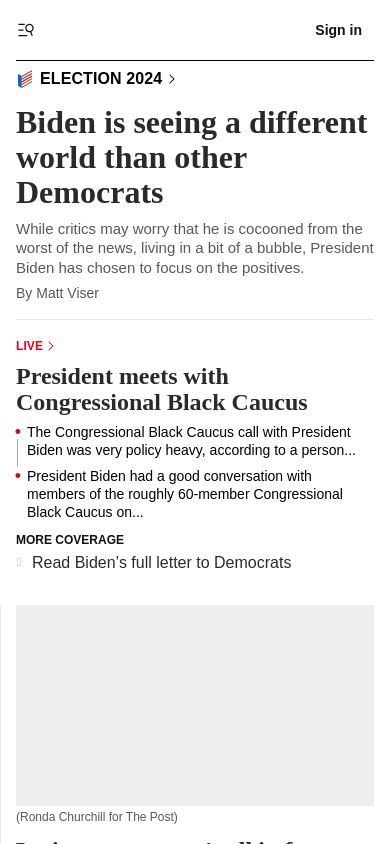 Sign in
ELECTION 2024
Biden is seeing a different
world than other
Democrats
While critics may worry that he is cocooned from the
worst of the news, living in a bit of a bubble, President
Biden has chosen to focus on the positives.
By Matt Viser
LIVE
President meets with
Congressional Black Caucus
The Congressional Black Caucus call with President
Biden was very policy heavy, according to a person...
President Biden had a good conversation with
members of the roughly 60-member Congressional
Black Caucus on...
MORE COVERAGE
Read Biden’s full letter to Democrats
(Ronda Churchill for The Post)